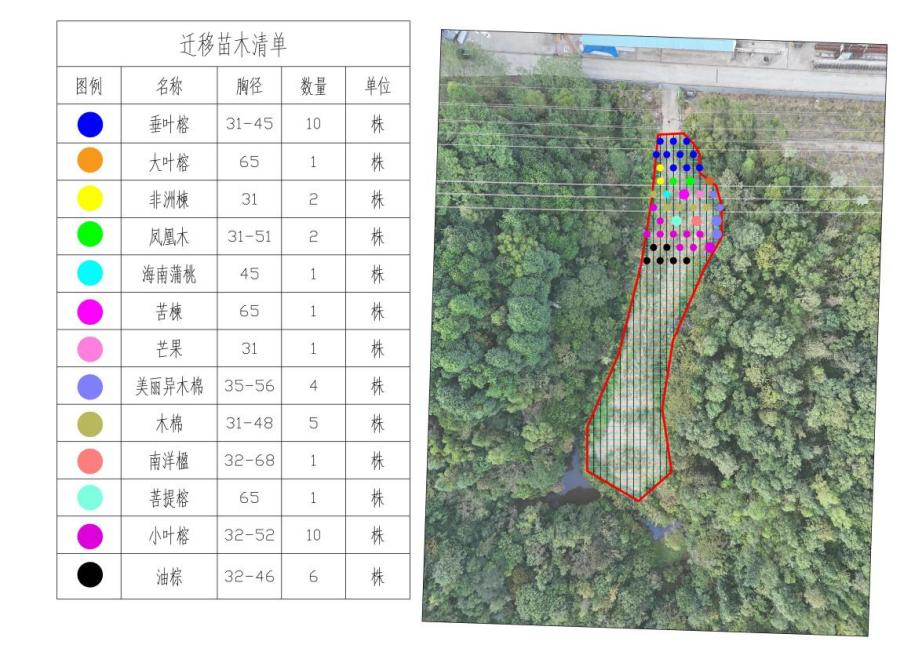 迁移苗木清单
图例 名称 胸径 数量 单位
垂叶榕 31-45 10 株
大叶榕 65 1 株
非洲楝 31 2 株
凤凰木 31-51 2 株
海南蒲桃 45 1 株
苦楝 65 1 株
芒果 31 1 株
美丽异木棉 35-56 4 株
木棉 31-48 5 株
南洋楹 32-68 1 株
菩提榕 65 1 株
小叶榕 32-52 10 株
油棕 32-46 6 株